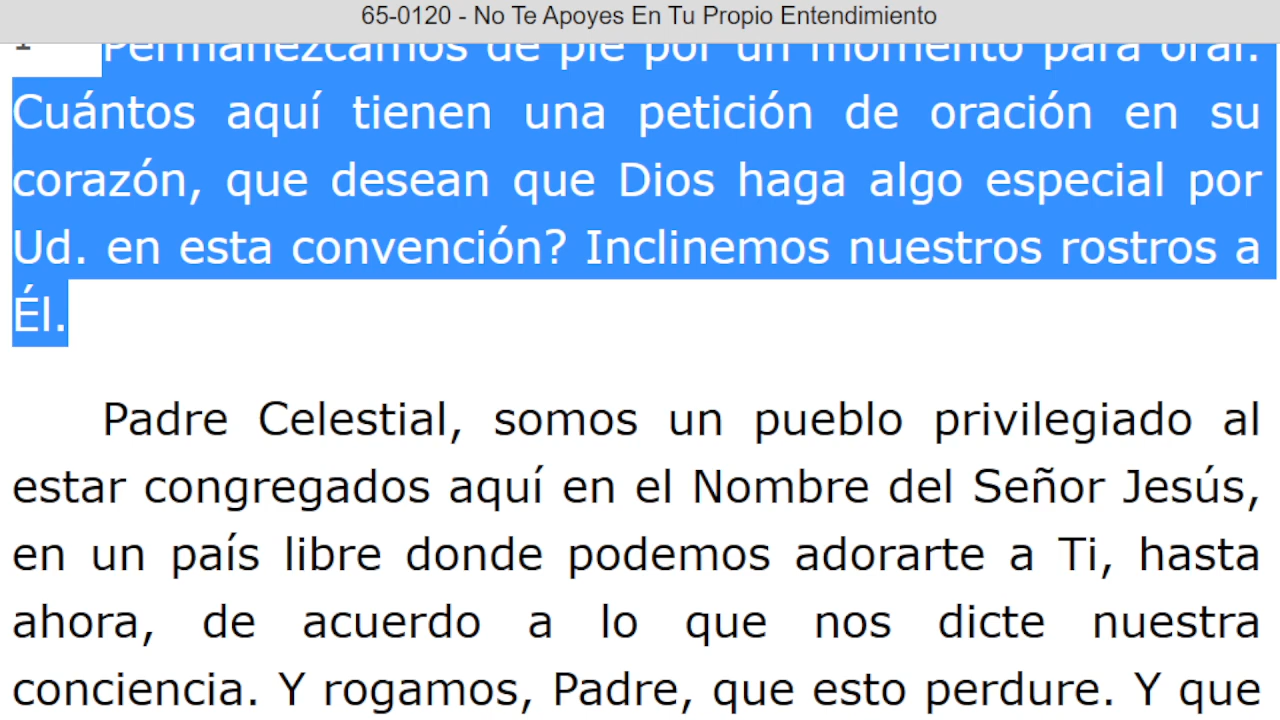 65-0120 - No Te Apoyes En Tu Propio Entendimiento
1 Permanezcamos de pie por un momento para orar.
Cuántos aquí tienen una petición de oración en su
corazón, que desean que Dios haga algo especial por
Ud. en esta convención? Inclinemos nuestros rostros a
Él.
Padre Celestial, somos un pueblo privilegiado al
estar congregados aquí en el Nombre del Señor Jesús,
en un país libre donde podemos adorarte a Ti, hasta
ahora, de acuerdo a lo que nos dicte nuestra
conciencia. Y rogamos, Padre, que esto perdure. Y que